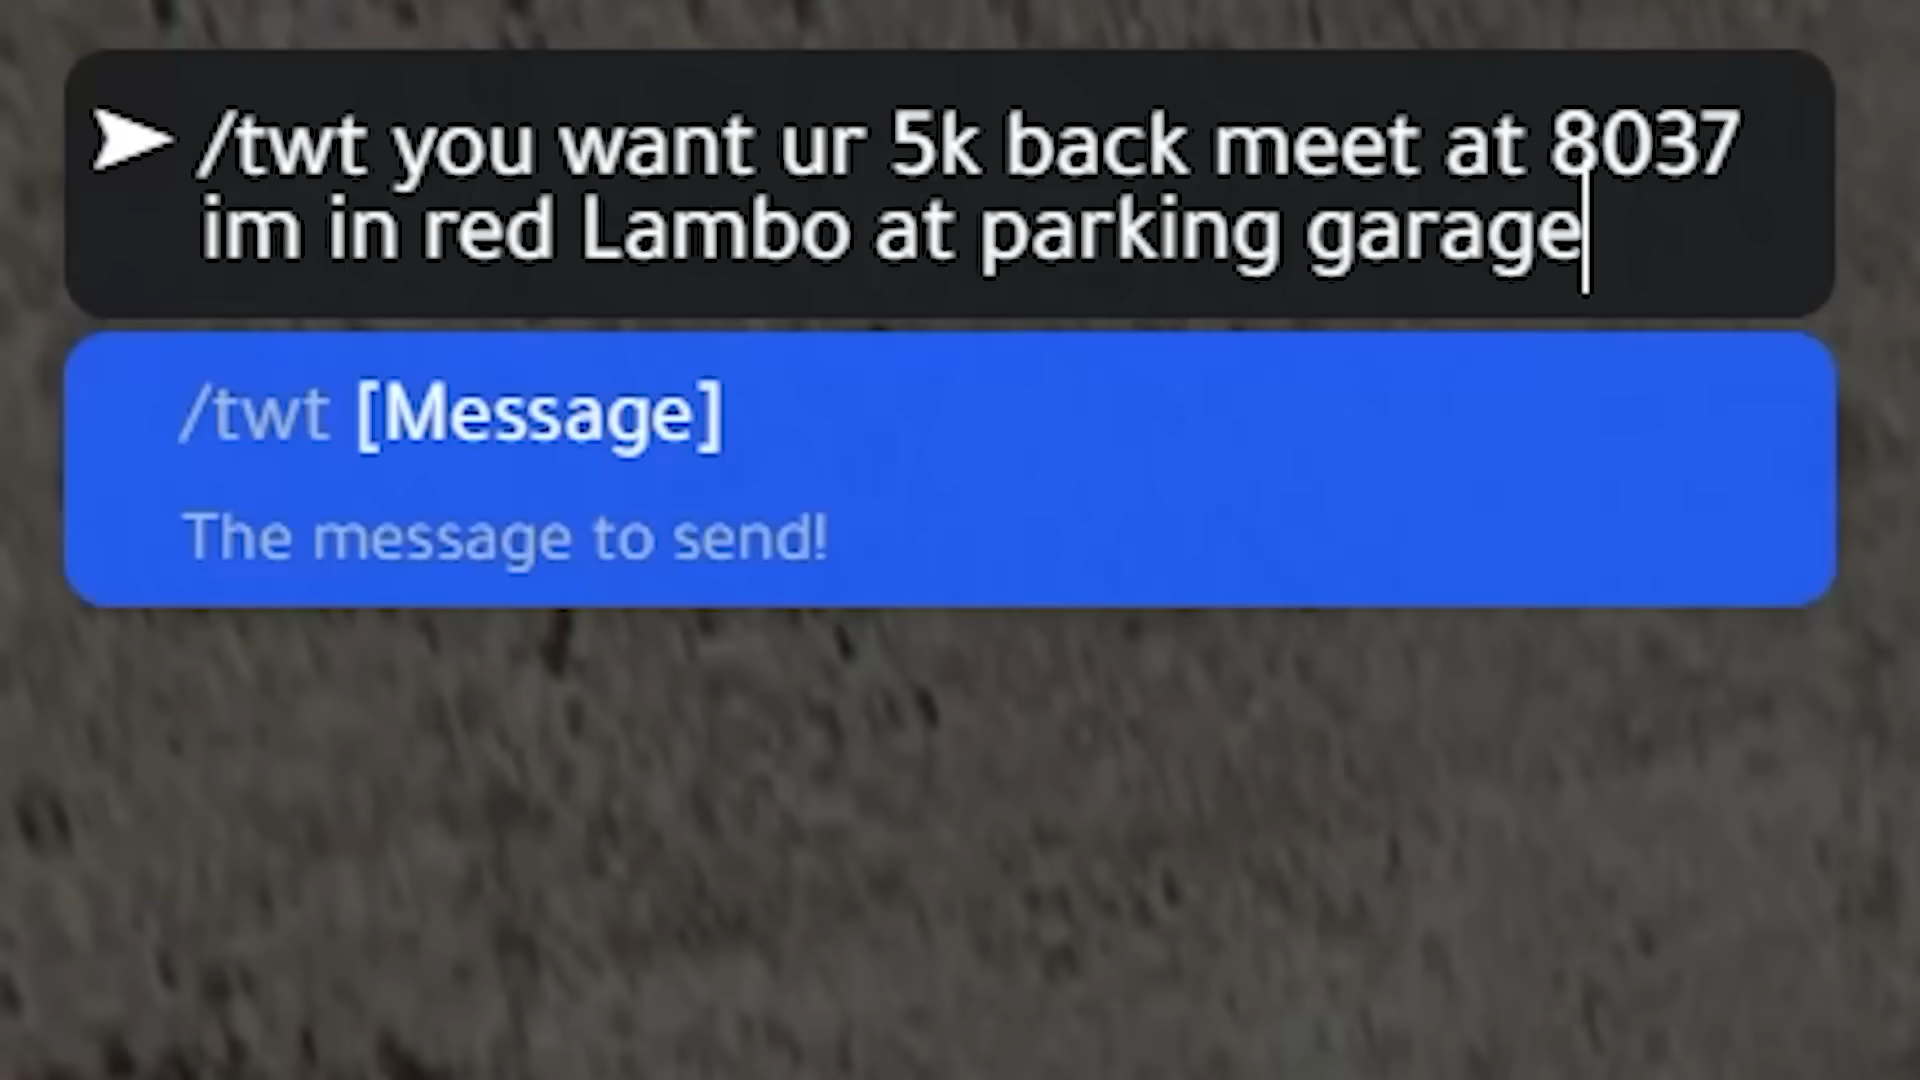 /twt you want ur 5k back meet at 8037
im in red Lambo at parking garage
/twt [Message]
The message to send!